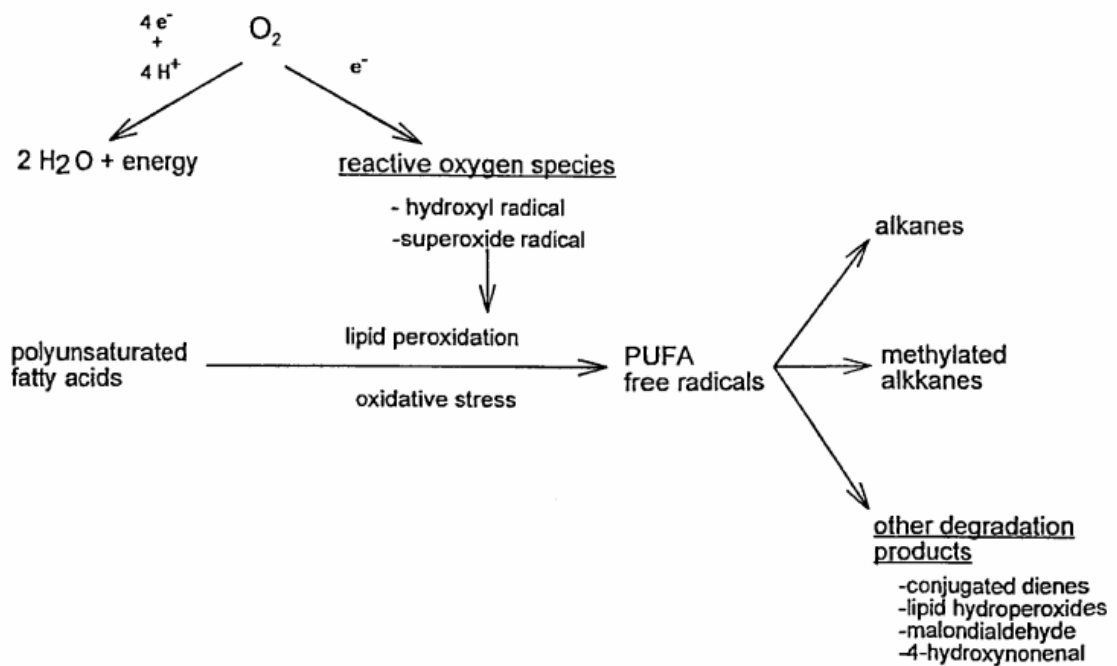 4 e⁻
+
4 H⁺
O₂
e⁻
2 H₂O + energy
reactive oxygen species
- hydroxyl radical
-superoxide radical
alkanes
lipid peroxidation
polyunsaturated
fatty acids
PUFA
free radicals
methylated
alkkanes
oxidative stress
other degradation
products
-conjugated dienes
-lipid hydroperoxides
-malondialdehyde
-4-hydroxynonenal